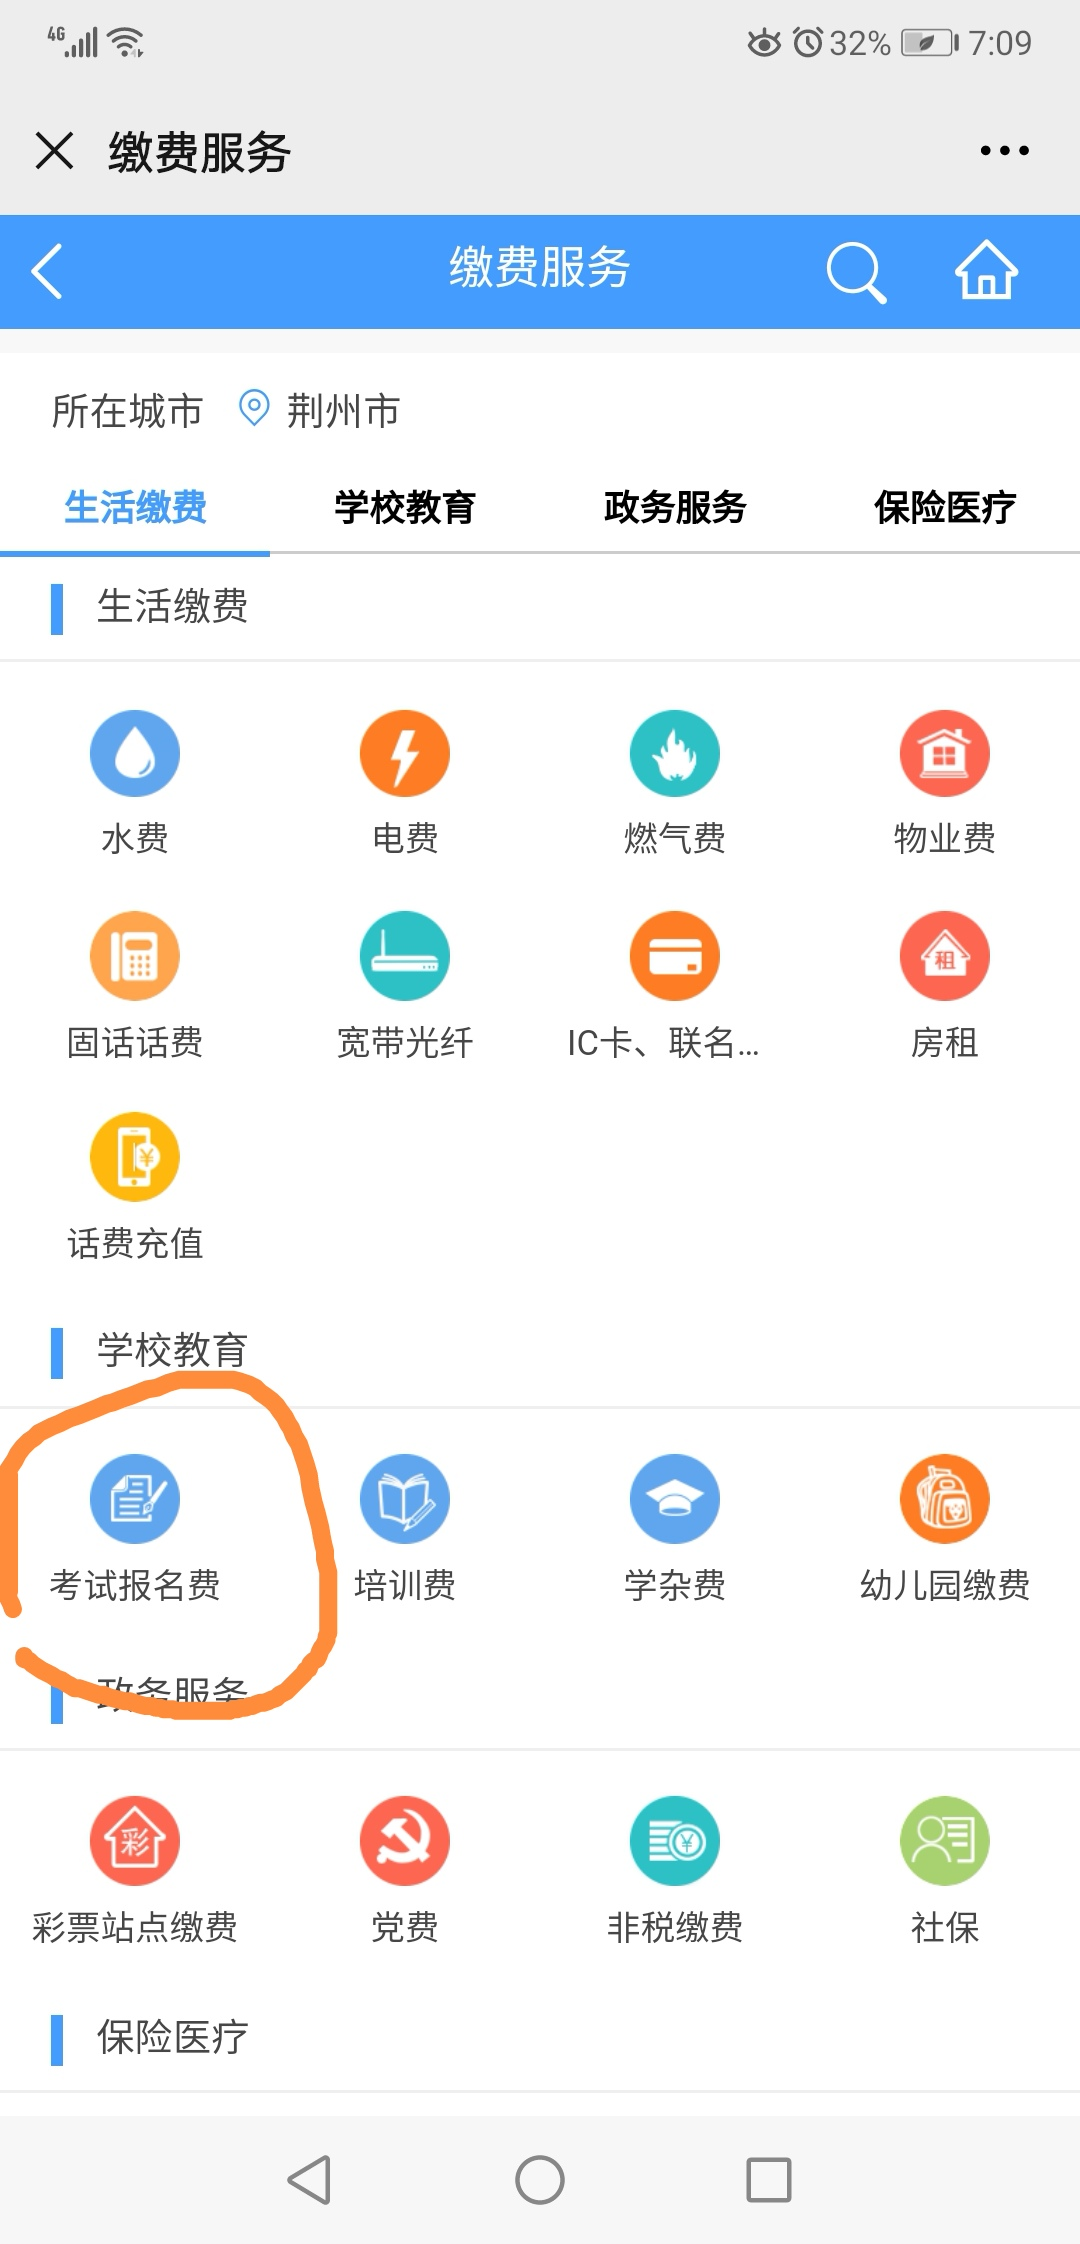 4G 32% 7:09
缴费服务
缴费服务
所在城市 荆州市
生活缴费 学校教育 政务服务 保险医疗
生活缴费
水费 电费 燃气费 物业费
租
固话话费 宽带光纤 IC卡、联名... 房租
¥
话费充值
学校教育
考试报名费 培训费 学杂费 幼儿园缴费
政务服务
彩 ¥
彩票站点缴费 党费 非税缴费 社保
保险医疗